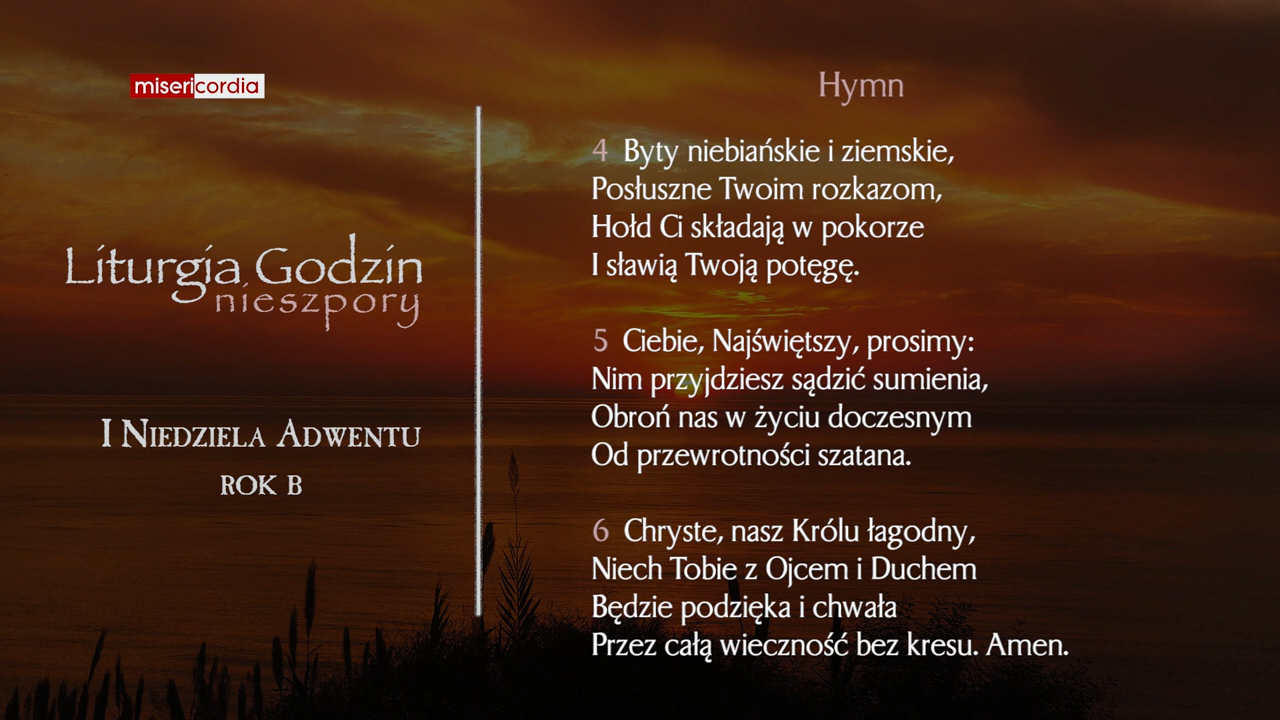 misericordia
Liturgia Godzin
nieszpory
I Niedziela Adwentu
ROK B
Hymn
4 Byty niebiańskie i ziemskie,
Posłuszne Twoim rozkazom,
Hołd Ci składają w pokorze
I sławią Twoją potęgę.
5 Ciebie, Najświętszy, prosimy:
Nim przyjdziesz sądzić sumienia,
Obroń nas w życiu doczesnym
Od przewrotności szatana.
6 Chryste, nasz Królu łagodny,
Niech Tobie z Ojcem i Duchem
Będzie podzięka i chwała
Przez całą wieczność bez kresu. Amen.